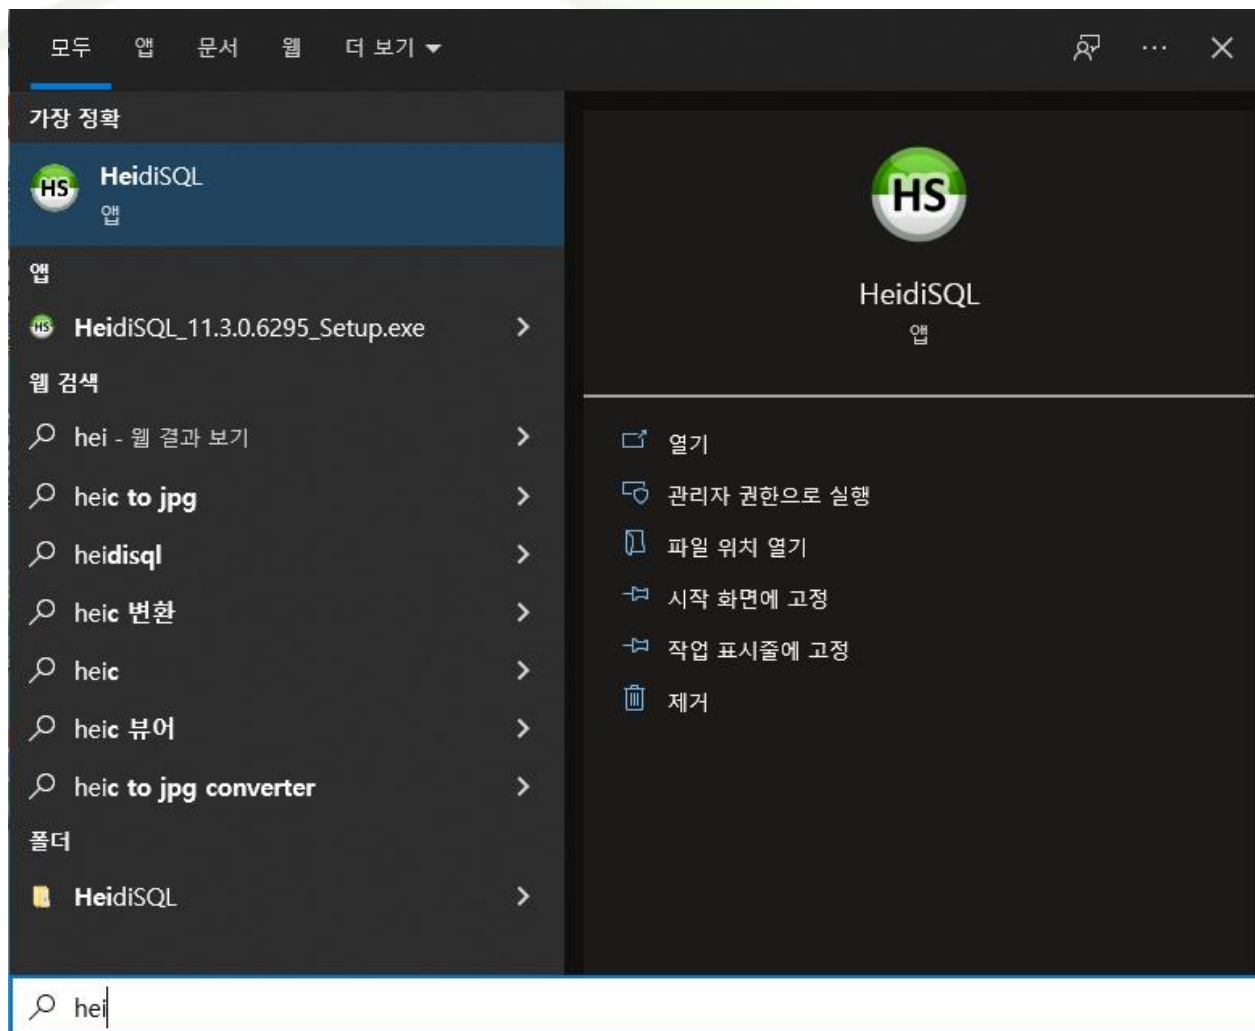 모두 앱 문서 웹 더 보기
가장 정확
HS HeidiSQL
앱
앱
HS HeidiSQL_11.3.0.6295_Setup.exe
웹 검색
hei - 웹 결과 보기
heic to jpg
heidisql
heic 변환
heic
heic 뷰어
heic to jpg converter
폴더
HeidiSQL
hei
HS
HeidiSQL
앱
열기
관리자 권한으로 실행
파일 위치 열기
시작 화면에 고정
작업 표시줄에 고정
제거